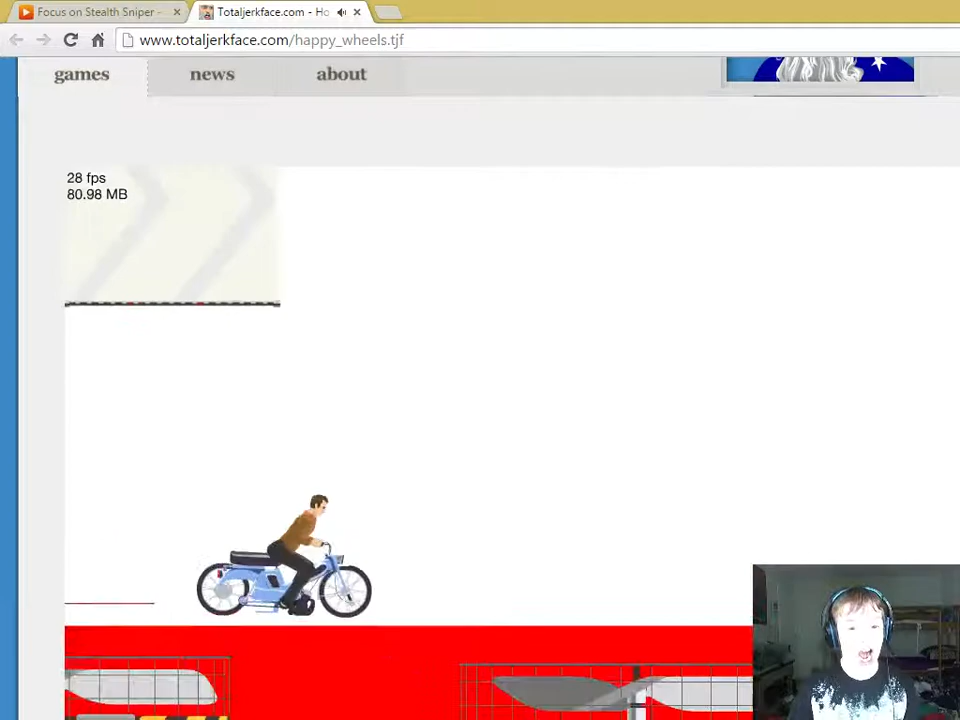 Focus on Stealth Sniper -
Totaljerkface.com - Ho
www.totaljerkface.com/happy_wheels.tjf
games
news
about
28 fps
80.98 MB